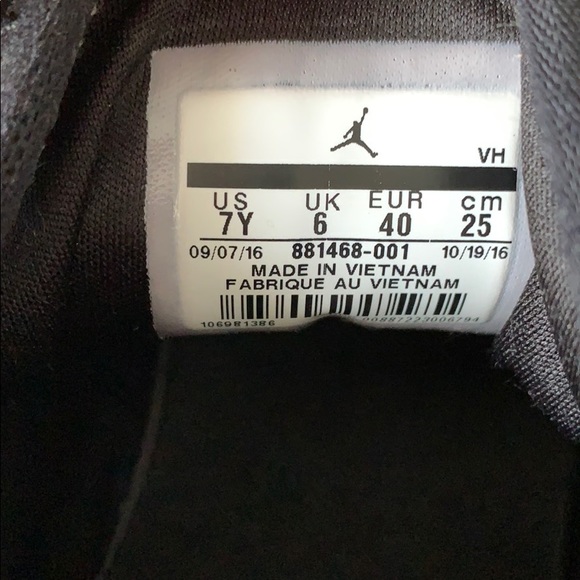 VH
US UK EUR cm
7Y 6 40 25
09/07/16 881468-001 10/19/16
MADE IN VIETNAM
FABRIQUE AU VIETNAM
106981386